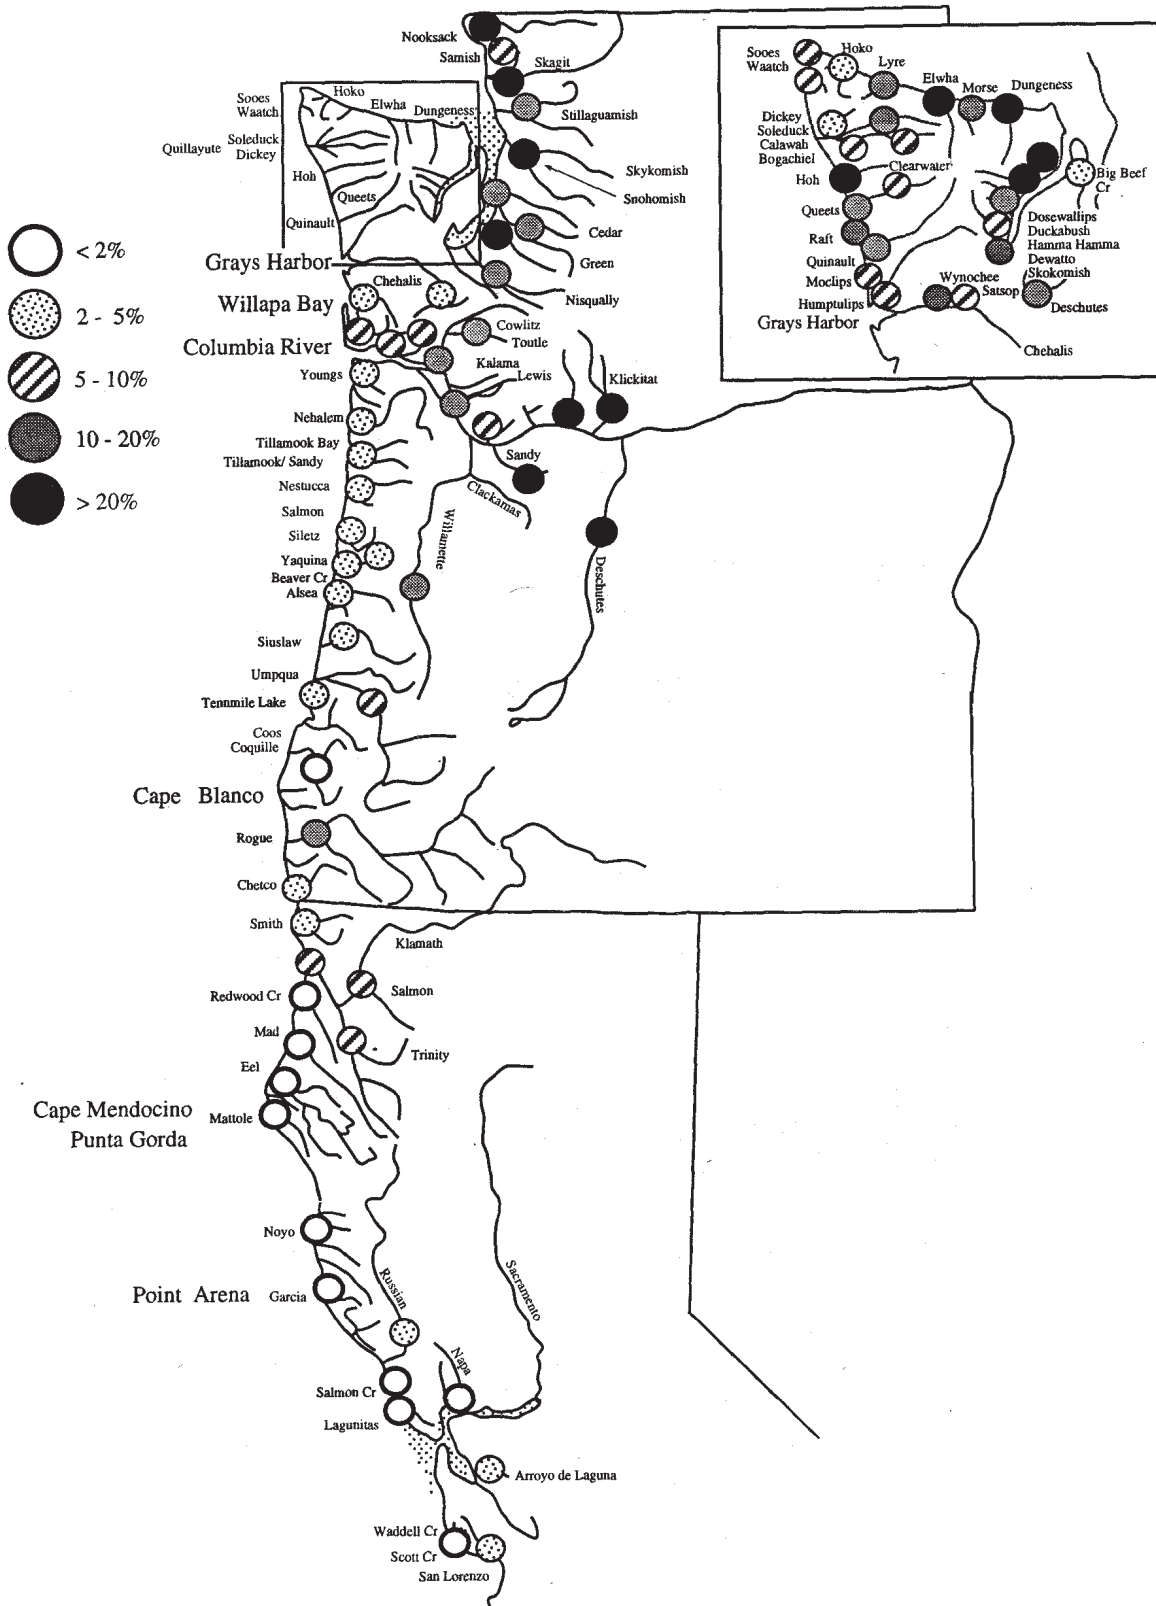 Nooksack
Samish
Skagit
Stillaguamish
Skykomish
Snohomish
Cedar
Green
Nisqually
Hoko
Sooes
Waatch
Elwha
Dungeness
Soleduck
Quillayute
Dickey
Hoh
Queets
Quinault
Grays Harbor
Chehalis
Willapa Bay
Cowlitz
Toutle
Columbia River
Kalama
Lewis
Klickitat
Youngs
Nehalem
Tillamook Bay
Tillamook/ Sandy
Sandy
Nestucca
Clackamas
Salmon
Siletz
Willamette
Yaquina
Beaver Cr
Alsea
Deschutes
Siuslaw
Umpqua
Tennmile Lake
Coos
Coquille
Cape Blanco
Rogue
Chetco
Smith
Klamath
Redwood Cr
Salmon
Mad
Trinity
Eel
Cape Mendocino
Mattole
Punta Gorda
Noyo
Point Arena
Garcia
Russian
Sacramento
Napa
Salmon Cr
Lagunitas
Arroyo de Laguna
Waddell Cr
Scott Cr
San Lorenzo
< 2%
2 - 5%
5 - 10%
10 - 20%
> 20%
Sooes
Waatch
Hoko
Lyre
Elwha
Morse
Dungeness
Dickey
Soleduck
Calawah
Bogachiel
Hoh
Clearwater
Big Beef
Cr
Queets
Raft
Quinault
Moclips
Humptulips
Grays Harbor
Dosewallips
Duckabush
Hamma Hamma
Dewatto
Skokomish
Wynochee
Satsop
Deschutes
Chehalis